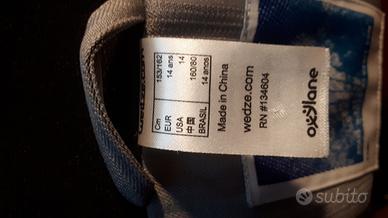 Cm 153/162
EUR 14 ans
USA 14
中国 160/80
BRASIL 14 anos
Made in China
wedze.com
RN #134604
oxylane
subito